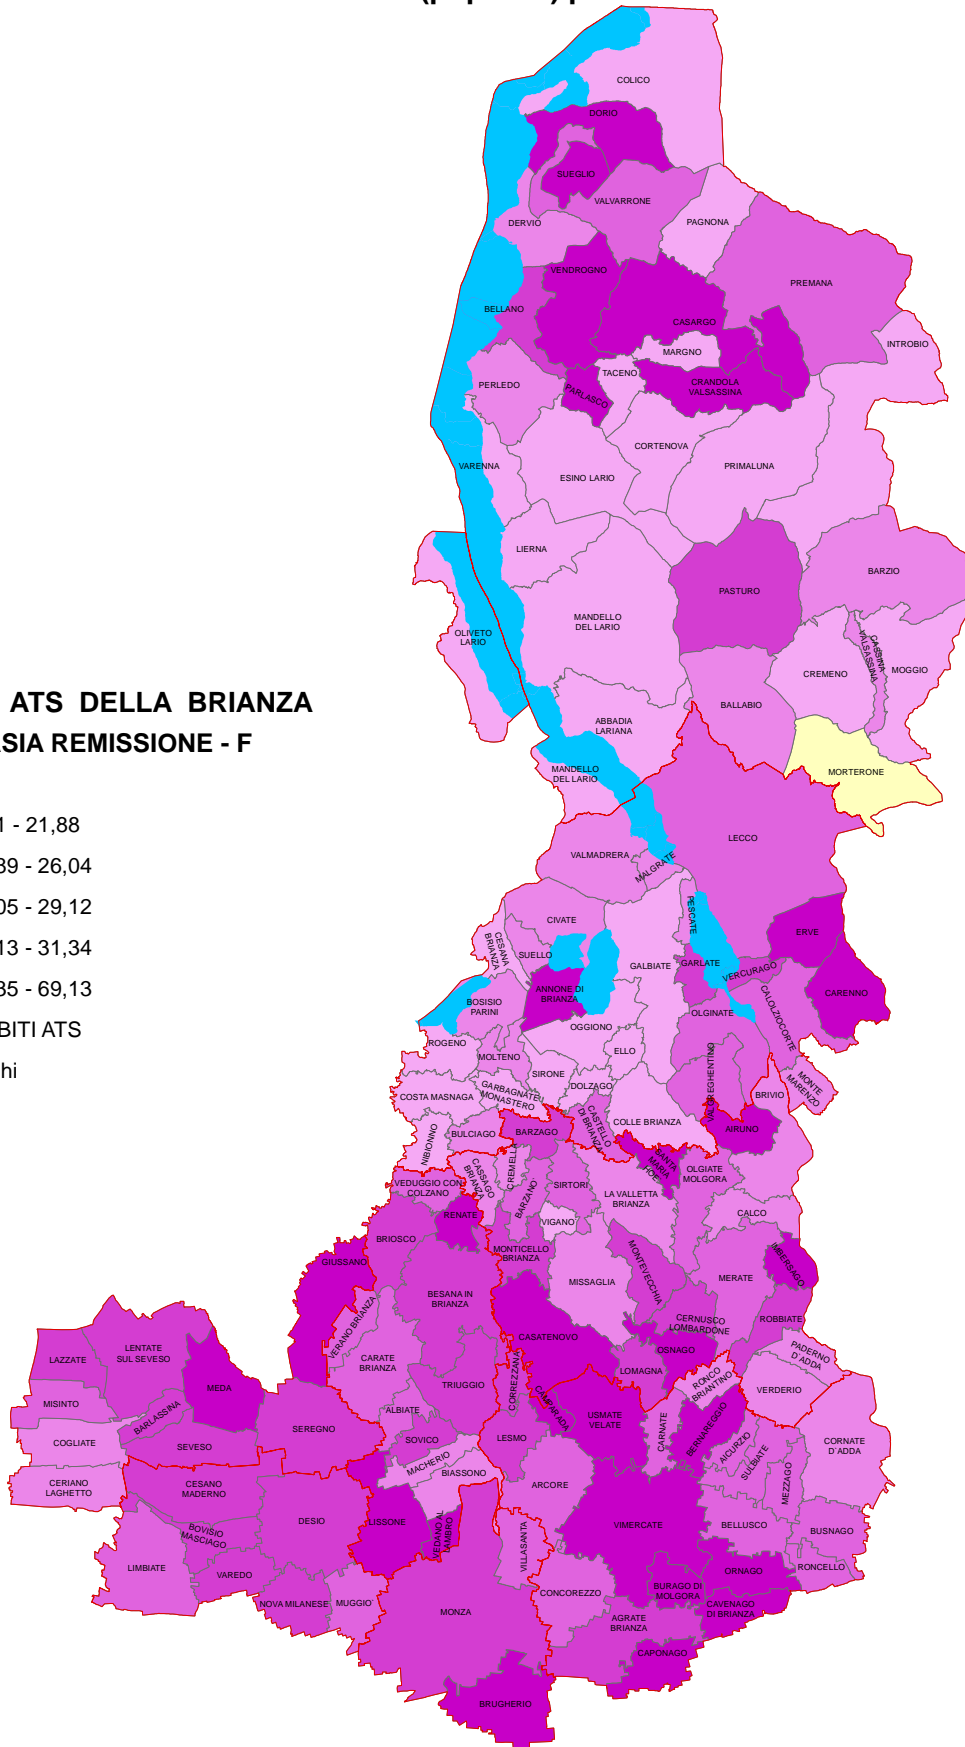 COLICO
DORIO
SUEGLIO
VALVARRONE
PAGNONA
DERVIO
VENDROGNO
PREMANA
BELLANO
CASARGO
INTROBIO
MARGNO
TACENO
PERLEDO
PARLASCO
CRANDOLA
VALSASSINA
CORTENOVA
VARENNA
PRIMALUNA
ESINO LARIO
LIERNA
BARZIO
PASTURO
MANDELLO
DEL LARIO
OLIVETO
LARIO
CASSINA
VALSASSINA
CREMENO
MOGGIO
BALLABIO
ABBADIA
LARIANA
ATS DELLA BRIANZA
ASIA REMISSIONE - F
MANDELLO
DEL LARIO
MORTERONE
1 - 21,88
39 - 26,04
05 - 29,12
13 - 31,34
35 - 69,13
BITI ATS
hi
LECCO
VALMADRERA
MALGRATE
PESCATE
CIVATE
CESANA
BRIANZA
SUELLO
ERVE
GALBIATE
GARLATE
VERCURAGO
ANNONE DI
BRIANZA
CARENNO
BOSISIO
PARINI
CALOLZIOCORTE
OLGINATE
OGGIONO
ROGENO
ELLO
MOLTENO
SIRONE
VALGREGHENTINO
DOLZAGO
MONTE
MARENZO
BRIVIO
COSTA MASNAGA
GARBAGNATE
MONASTERO
COLLE BRIANZA
CASTELLO
DI BRIANZA
AIRUNO
NIBIONNO
BULCIAGO
BARZAGO
SANTA
MARIA
HOE'
OLGIATE
MOLGORA
CREMELLA
CASSAGO
BRIANZA
VEDUGGIO CON
COLZANO
SIRTORI
BARZANO'
LA VALLETTA
BRIANZA
RENATE
VIGANO
CALCO
BRIOSCO
MONTICELLO
BRIANZA
IMBERSAGO
GIUSSANO
MONTEVECCHIA
MISSAGLIA
MERATE
BESANA IN
BRIANZA
VERANO BRIANZA
CERNUSCO
LOMBARDONE
ROBBIATE
CASATENOVO
OSNAGO
LENTATE
SUL SEVESO
LAZZATE
PADERNO
D'ADDA
CARATE
BRIANZA
LOMAGNA
RONCO
BRIANTINO
MEDA
TRIUGGIO
CORREZZANA
VERDERIO
MISINTO
CAMPARADA
ALBIATE
BARLASSINA
USMATE
VELATE
BERNAREGGIO
SEREGNO
CARNATE
SOVICO
LESMO
COGLIATE
SEVESO
AICURZIO
CORNATE
D'ADDA
MACHERIO
SULBIATE
BIASSONO
MEZZAGO
CERIANO
LAGHETTO
CESANO
MADERNO
ARCORE
DESIO
LISSONE
VEDANO AL
LAMBRO
VIMERCATE
BELLUSCO
BUSNAGO
BOVISIO
MASCIAGO
VILLASANTA
LIMBIATE
VAREDO
ORNAGO
RONCELLO
CONCOREZZO
BURAGO DI
MOLGORA
NOVA MILANESE
MUGGIO'
CAVENAGO
DI BRIANZA
MONZA
AGRATE
BRIANZA
CAPONAGO
BRUGHERIO